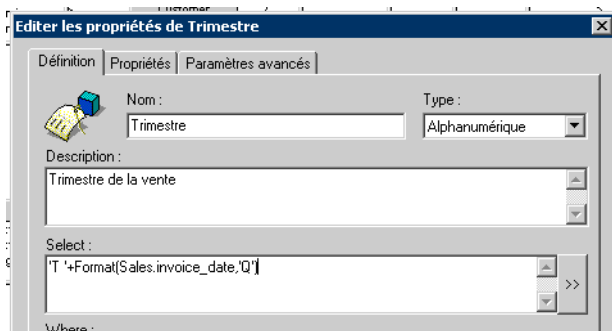 Customer
Editer les propriétés de Trimestre
Définition Propriétés Paramètres avancés
Nom : Type :
Trimestre Alphanumérique
Description :
Trimestre de la vente
Select :
'T '+Format(Sales.invoice_date,'Q')
>>
Where :